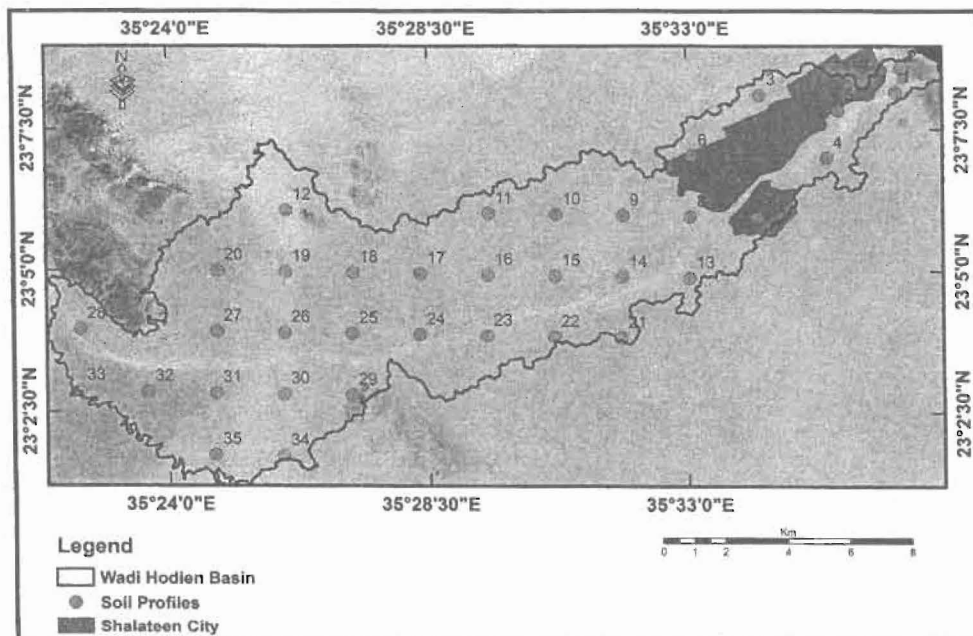 35°24'0"E 35°28'30"E 35°33'0"E
N
3
1
23°7'30"N 23°7'30"N
6 4
12 11 10 9
23°5'0"N 23°5'0"N
20 19 18 17 16 15 14 13
28 27 26 25 24 23 22 21
33 32 31 30 29
23°2'30"N 23°2'30"N
35 34
35°24'0"E 35°28'30"E 35°33'0"E
Legend
Km
0 1 2 4 6 8
Wadi Hodien Basin
Soil Profiles
Shalateen City